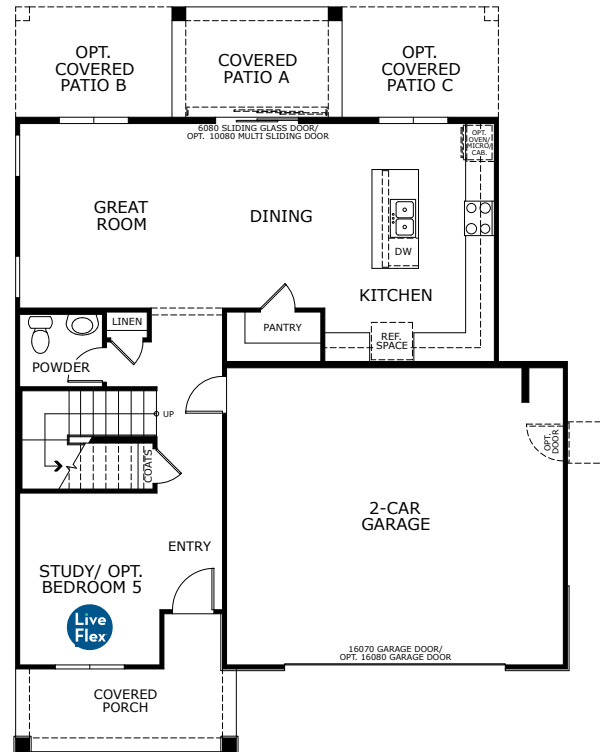 OPT.
COVERED
PATIO B
COVERED
PATIO A
OPT.
COVERED
PATIO C
6080 SLIDING GLASS DOOR/
OPT. 10080 MULTI SLIDING DOOR
OPT.
OVEN/
MICRO/
CAB.
GREAT
ROOM
DINING
DW
KITCHEN
LINEN
PANTRY
REF.
SPACE
POWDER
UP
OPT.
DOOR
COATS
2-CAR
GARAGE
ENTRY
STUDY/ OPT.
BEDROOM 5
Live
Flex
16070 GARAGE DOOR/
OPT. 16080 GARAGE DOOR
COVERED
PORCH